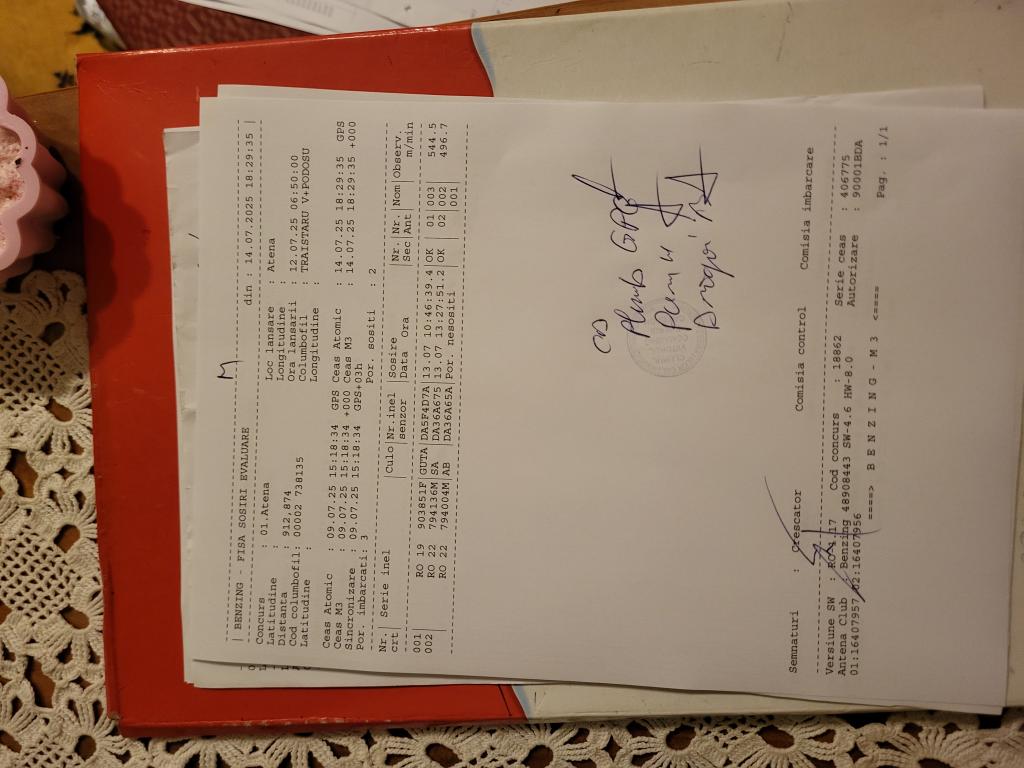 M
| BENZING - FISA SOSIRI EVALUARE din : 14.07.2025 18:29:35 |
Concurs : 01.Atena Loc lansare : Atena
Latitudine : Longitudine :
Distanta : 912,874 Ora lansarii : 12.07.25 06:50:00
Cod columbofil: 00002 738135 Columbofil : TRAISTARU V+PODOSU
Latitudine : Longitudine :
Ceas Atomic : 09.07.25 15:18:34 GPS Ceas Atomic : 14.07.25 18:29:35 GPS
Ceas M3 : 09.07.25 15:18:34 +000 Ceas M3 : 14.07.25 18:29:35 +000
Sincronizare : 09.07.25 15:18:34 GPS+03h
Por. imbarcati: 3 Por sositi : 2
Nr.| Serie inel |Culo|Nr.inel |Sosire |Nr.|Nr.| Nom|Observ.
crt| | |senzor |Data Ora |Sec|Ant| | m/min
001| RO 19 903851F|GUTA|DA5F4D7A|13.07 10:46:39.4|OK | 01|003| 544.5
002| RO 22 794136M|SA |DA36A675|13.07 13:27:51.2|OK | 02|002| 496.7
| RO 22 794004M|AB |DA36A65A|Por. nesositi |001|
Plumb GPS
Semnaturi : Crescator Comisia control Comisia imbarcare
Versiune SW : RO-4.17 Cod concurs : 18862 Serie ceas : 406775
Antena Club : Benzing 48908443 SW-4.6 HW-8.0 Autorizare : 90001BDA
01:16407957 02:16407956
====> B E N Z I N G - M 3 <==== Pag. : 1/1